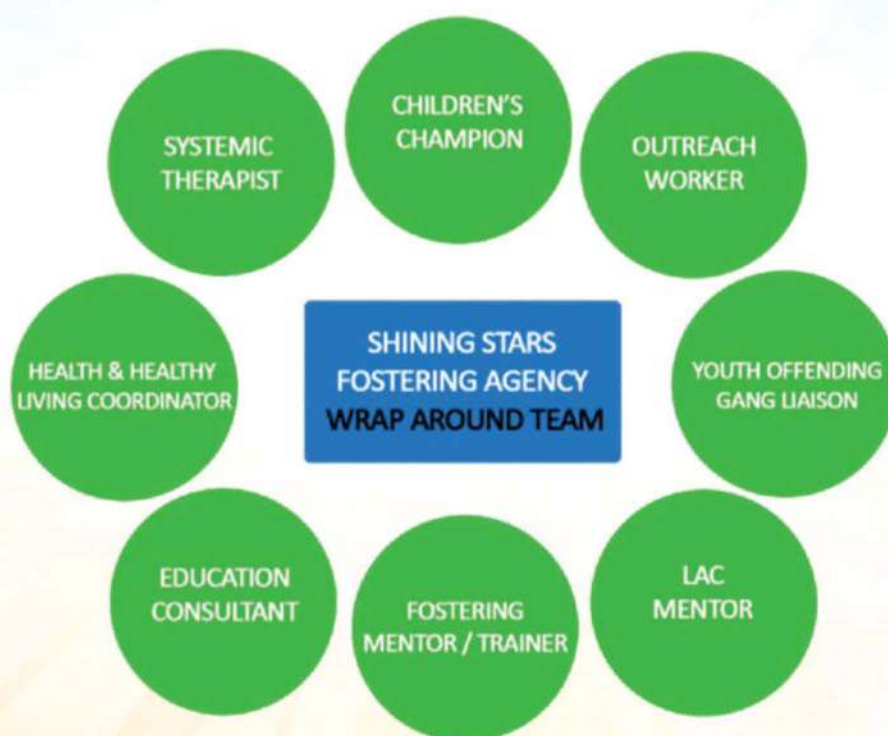 CHILDREN'S
CHAMPION
SYSTEMIC
THERAPIST
OUTREACH
WORKER
SHINING STARS
FOSTERING AGENCY
WRAP AROUND TEAM
HEALTH & HEALTHY
LIVING COORDINATOR
YOUTH OFFENDING
GANG LIAISON
EDUCATION
CONSULTANT
FOSTERING
MENTOR / TRAINER
LAC
MENTOR